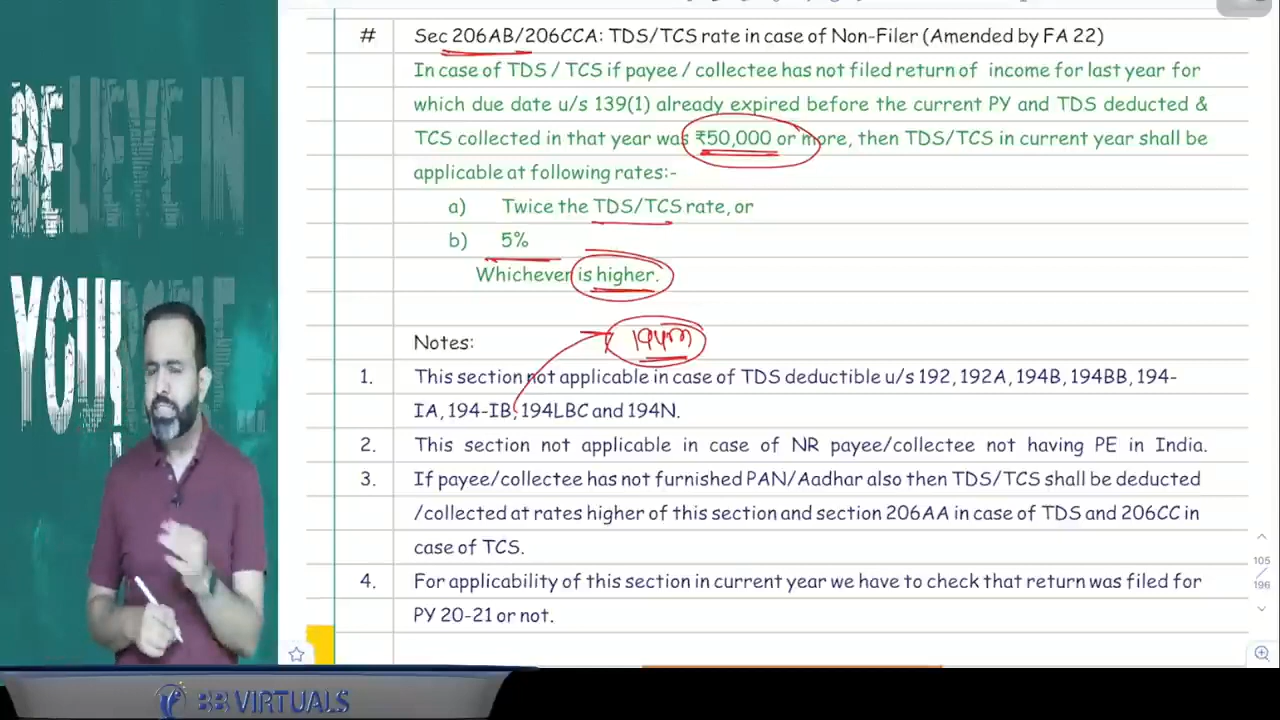 BELIEVE IN
YOUR
# Sec 206AB/206CCA: TDS/TCS rate in case of Non-Filer (Amended by FA 22)
In case of TDS / TCS if payee / collectee has not filed return of income for last year for
which due date u/s 139(1) already expired before the current PY and TDS deducted &
TCS collected in that year was ₹50,000 or more, then TDS/TCS in current year shall be
applicable at following rates:-
a) Twice the TDS/TCS rate, or
b) 5%
Whichever is higher.
Notes: 194M
1. This section not applicable in case of TDS deductible u/s 192, 192A, 194B, 194BB, 194-
IA, 194-IB, 194LBC and 194N.
2. This section not applicable in case of NR payee/collectee not having PE in India.
3. If payee/collectee has not furnished PAN/Aadhar also then TDS/TCS shall be deducted
/collected at rates higher of this section and section 206AA in case of TDS and 206CC in
case of TCS.
4. For applicability of this section in current year we have to check that return was filed for
PY 20-21 or not.
105
196
BB VIRTUALS